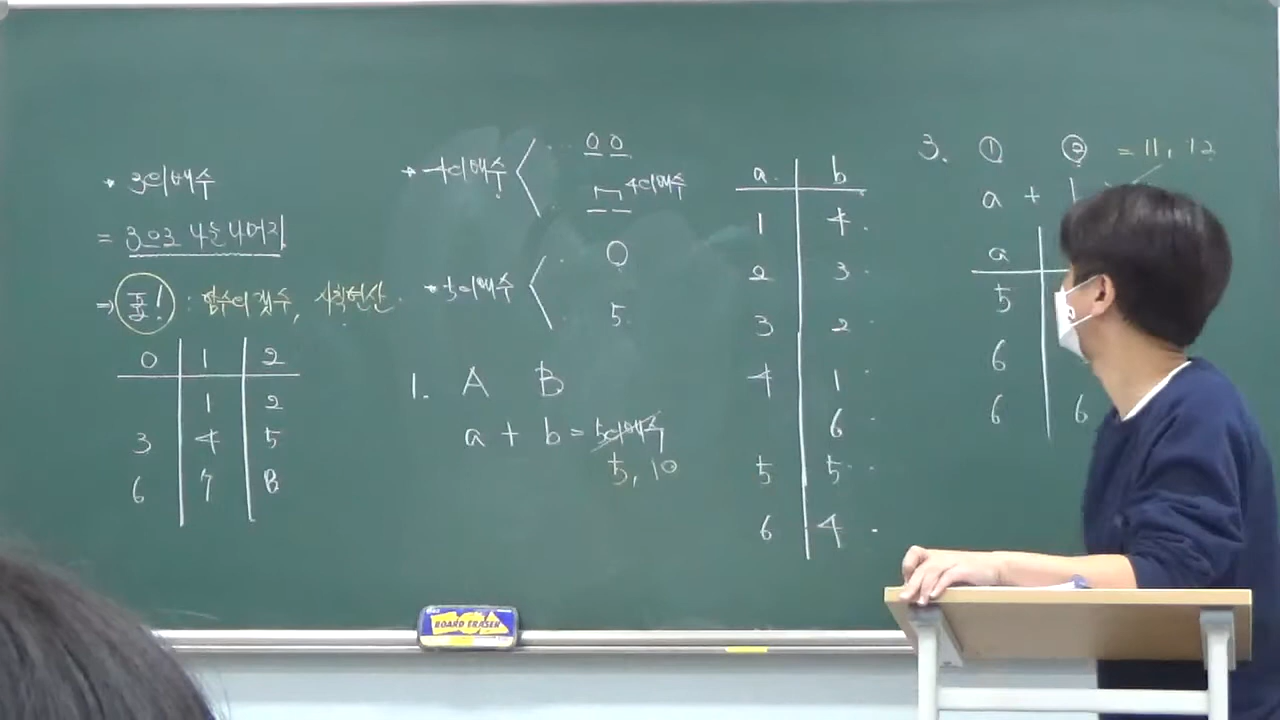 * 3의배수
= 3으로 나눈나머지
⇒ 표! : 함수의갯수, 사칙연산
0 1 2
1 2
3 4 5
6 7 8
* 4의배수 < ... 00
4의배수
* 5의배수 < .. 0
5
1. A B
a + b = 5의배수
5, 10
a b
1 4
2 3
3 2
4 1
6
5 5
6 4
3. ① ② = 11, 12
a +
a
5
6
6 6
BOARD ERASER